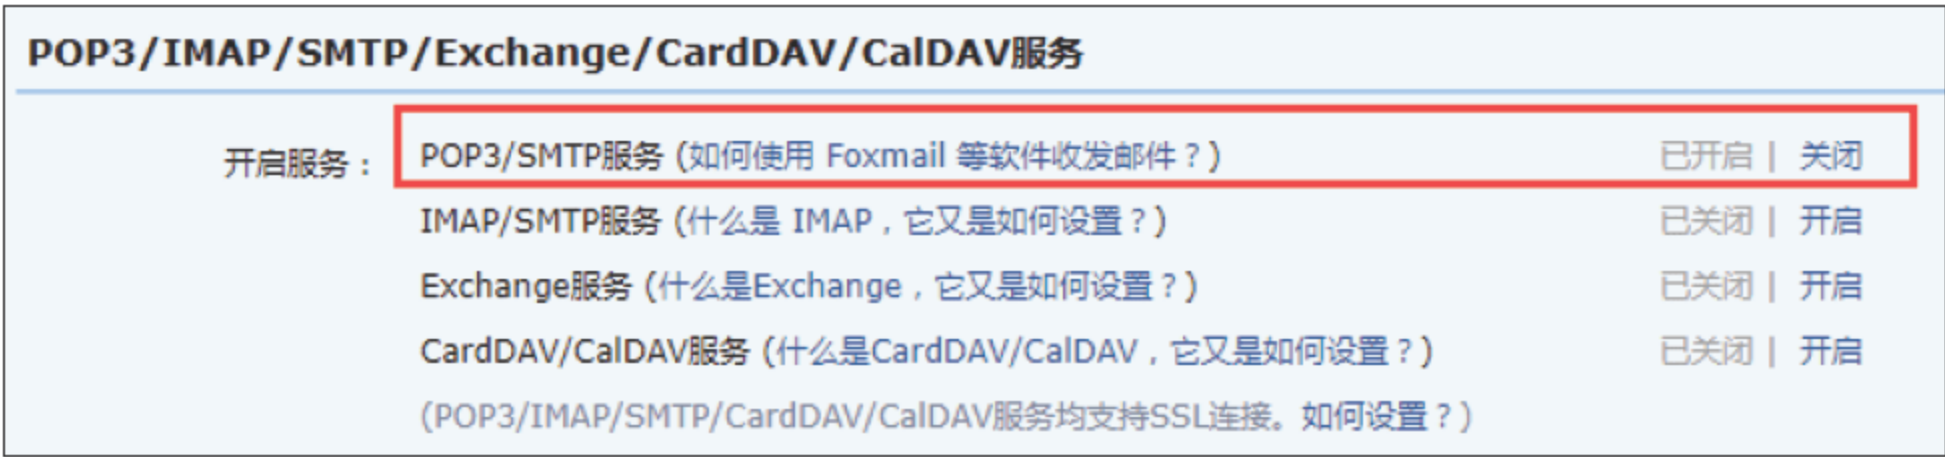 POP3/IMAP/SMTP/Exchange/CardDAV/CalDAV服务
开启服务： POP3/SMTP服务 (如何使用 Foxmail 等软件收发邮件？) 已开启 | 关闭
IMAP/SMTP服务 (什么是 IMAP，它又是如何设置？) 已关闭 | 开启
Exchange服务 (什么是Exchange，它又是如何设置？) 已关闭 | 开启
CardDAV/CalDAV服务 (什么是CardDAV/CalDAV，它又是如何设置？) 已关闭 | 开启
(POP3/IMAP/SMTP/CardDAV/CalDAV服务均支持SSL连接。如何设置？)